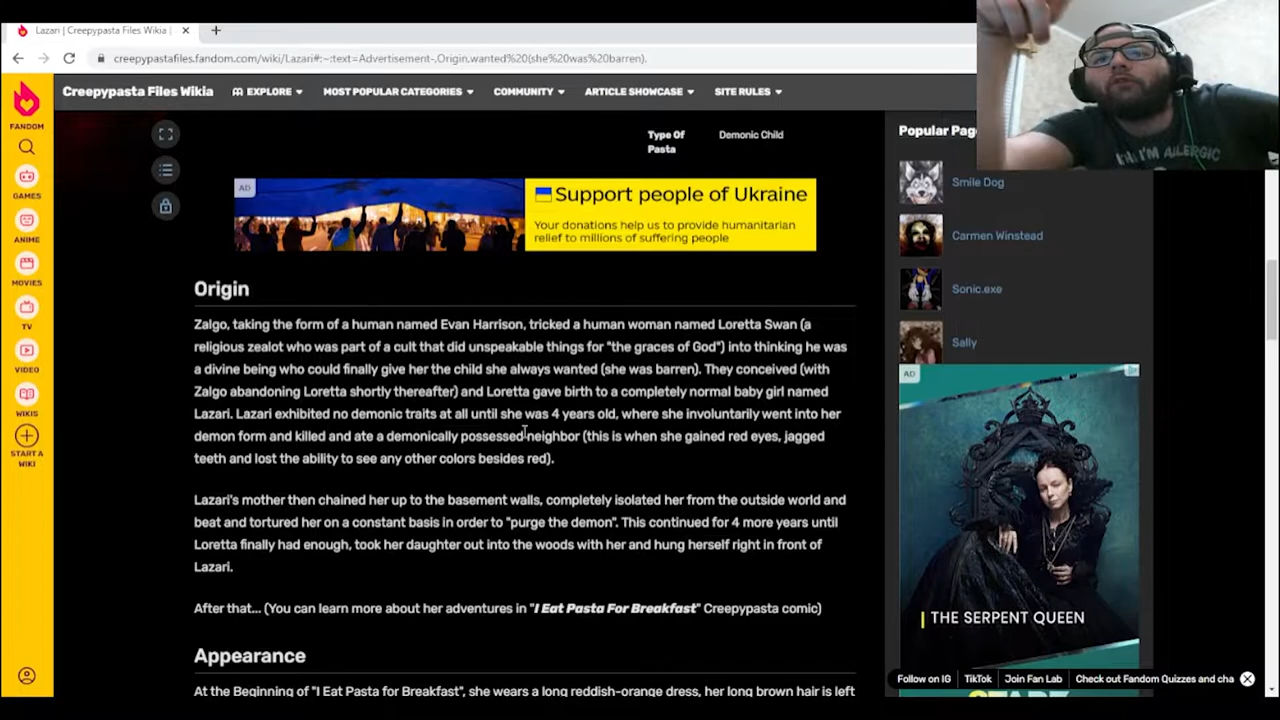 Lazari | Creepypasta Files Wikia |
creepypastafiles.fandom.com/wiki/Lazari#:~:text=Advertisement-,Origin,wanted%20(she%20was%20barren).
FANDOM
GAMES
ANIME
MOVIES
TV
VIDEO
WIKIS
START A
WIKI
Creepypasta Files Wikia
EXPLORE
MOST POPULAR CATEGORIES
COMMUNITY
ARTICLE SHOWCASE
SITE RULES
I'M ALLERGIC
Type Of
Pasta
Demonic Child
AD
Support people of Ukraine
Your donations help us to provide humanitarian
relief to millions of suffering people
Origin
Zalgo, taking the form of a human named Evan Harrison, tricked a human woman named Loretta Swan (a
religious zealot who was part of a cult that did unspeakable things for "the graces of God") into thinking he was
a divine being who could finally give her the child she always wanted (she was barren). They conceived (with
Zalgo abandoning Loretta shortly thereafter) and Loretta gave birth to a completely normal baby girl named
Lazari. Lazari exhibited no demonic traits at all until she was 4 years old, where she involuntarily went into her
demon form and killed and ate a demonically possessed neighbor (this is when she gained red eyes, jagged
teeth and lost the ability to see any other colors besides red).
Lazari's mother then chained her up to the basement walls, completely isolated her from the outside world and
beat and tortured her on a constant basis in order to "purge the demon". This continued for 4 more years until
Loretta finally had enough, took her daughter out into the woods with her and hung herself right in front of
Lazari.
After that... (You can learn more about her adventures in "I Eat Pasta For Breakfast" Creepypasta comic)
Appearance
At the Beginning of "I Eat Pasta for Breakfast", she wears a long reddish-orange dress, her long brown hair is left
Popular Pag
Smile Dog
Carmen Winstead
Sonic.exe
Sally
AD
THE SERPENT QUEEN
Follow on IG
TikTok
Join Fan Lab
Check out Fandom Quizzes and cha